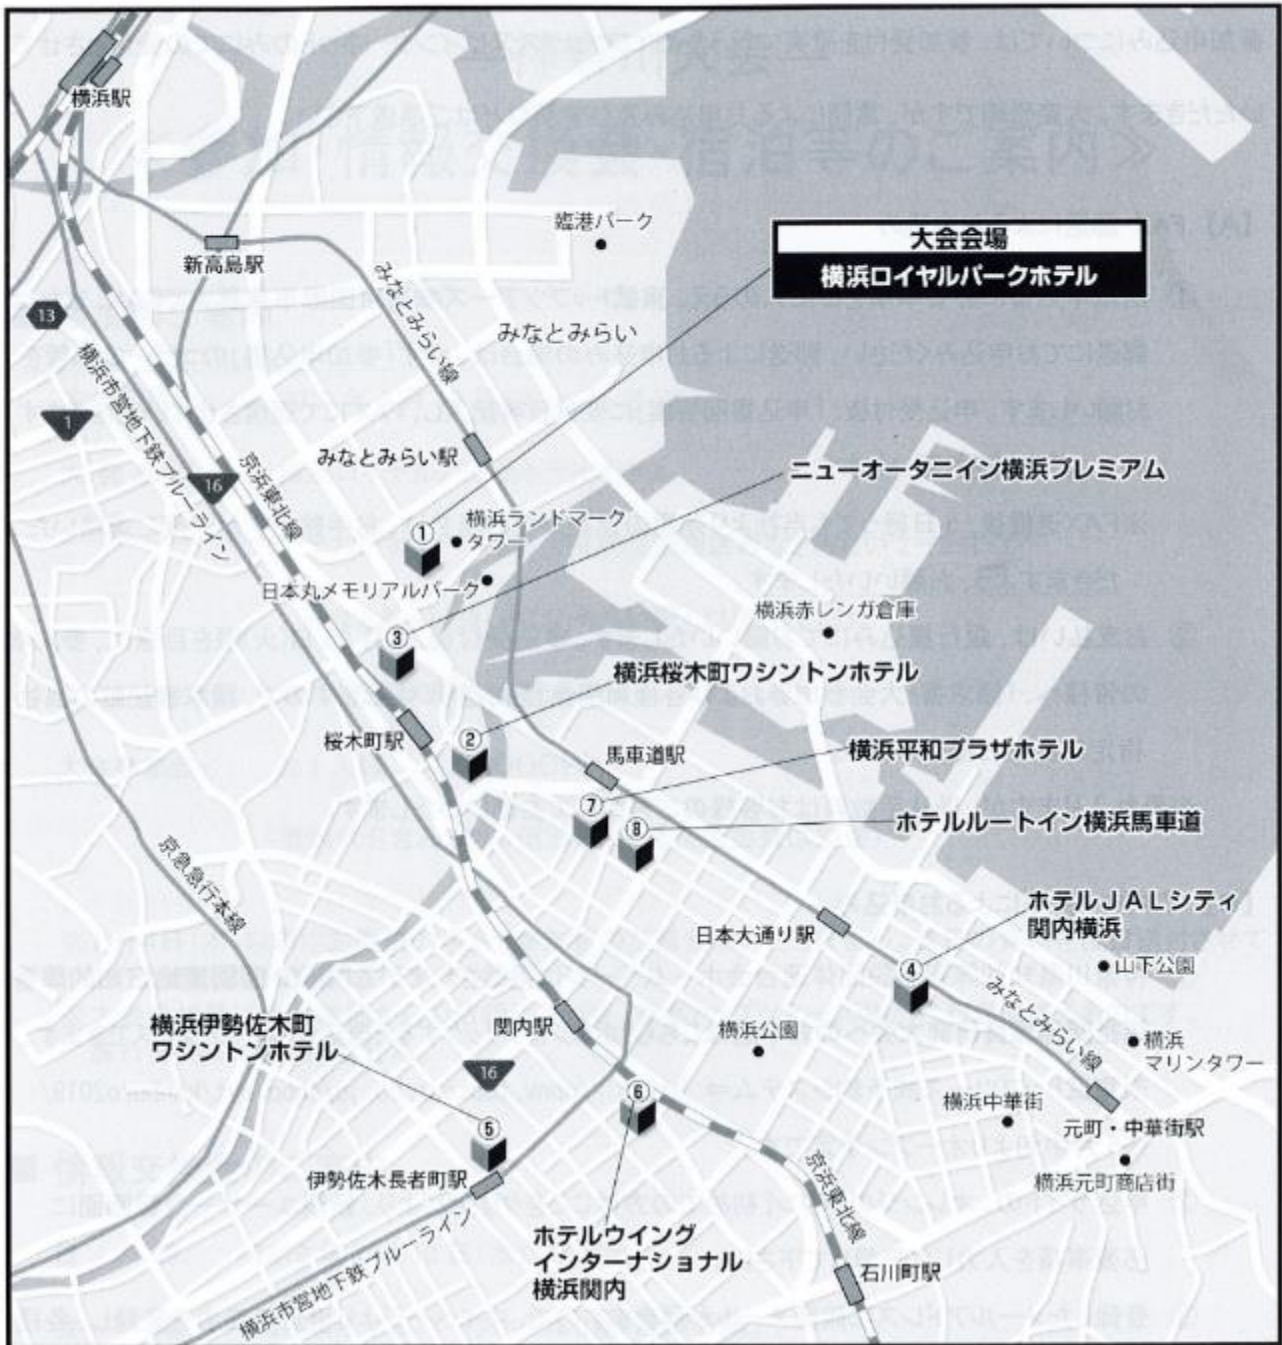 横浜駅
臨港パーク
大会会場
横浜ロイヤルパークホテル
新高島駅
みなとみらい線
みなとみらい
13
横浜市営地下鉄ブルーライン
1
京浜東北線
みなとみらい駅
16
ニューオータニイン横浜プレミアム
①
横浜ランドマーク
タワー
日本丸メモリアルパーク
横浜赤レンガ倉庫
③
横浜桜木町ワシントンホテル
桜木町駅
②
馬車道駅
横浜平和プラザホテル
⑦
⑧
ホテルルートイン横浜馬車道
京急急行本線
ホテルJALシティ
関内横浜
日本大通り駅
④
山下公園
みなとみらい線
横浜伊勢佐木町
ワシントンホテル
関内駅
横浜公園
横浜
マリンタワー
16
⑥
横浜中華街
元町・中華街駅
⑤
伊勢佐木長者町駅
横浜元町商店街
京浜東北線
ホテルウイング
インターナショナル
横浜関内
石川町駅
横浜市営地下鉄ブルーライン